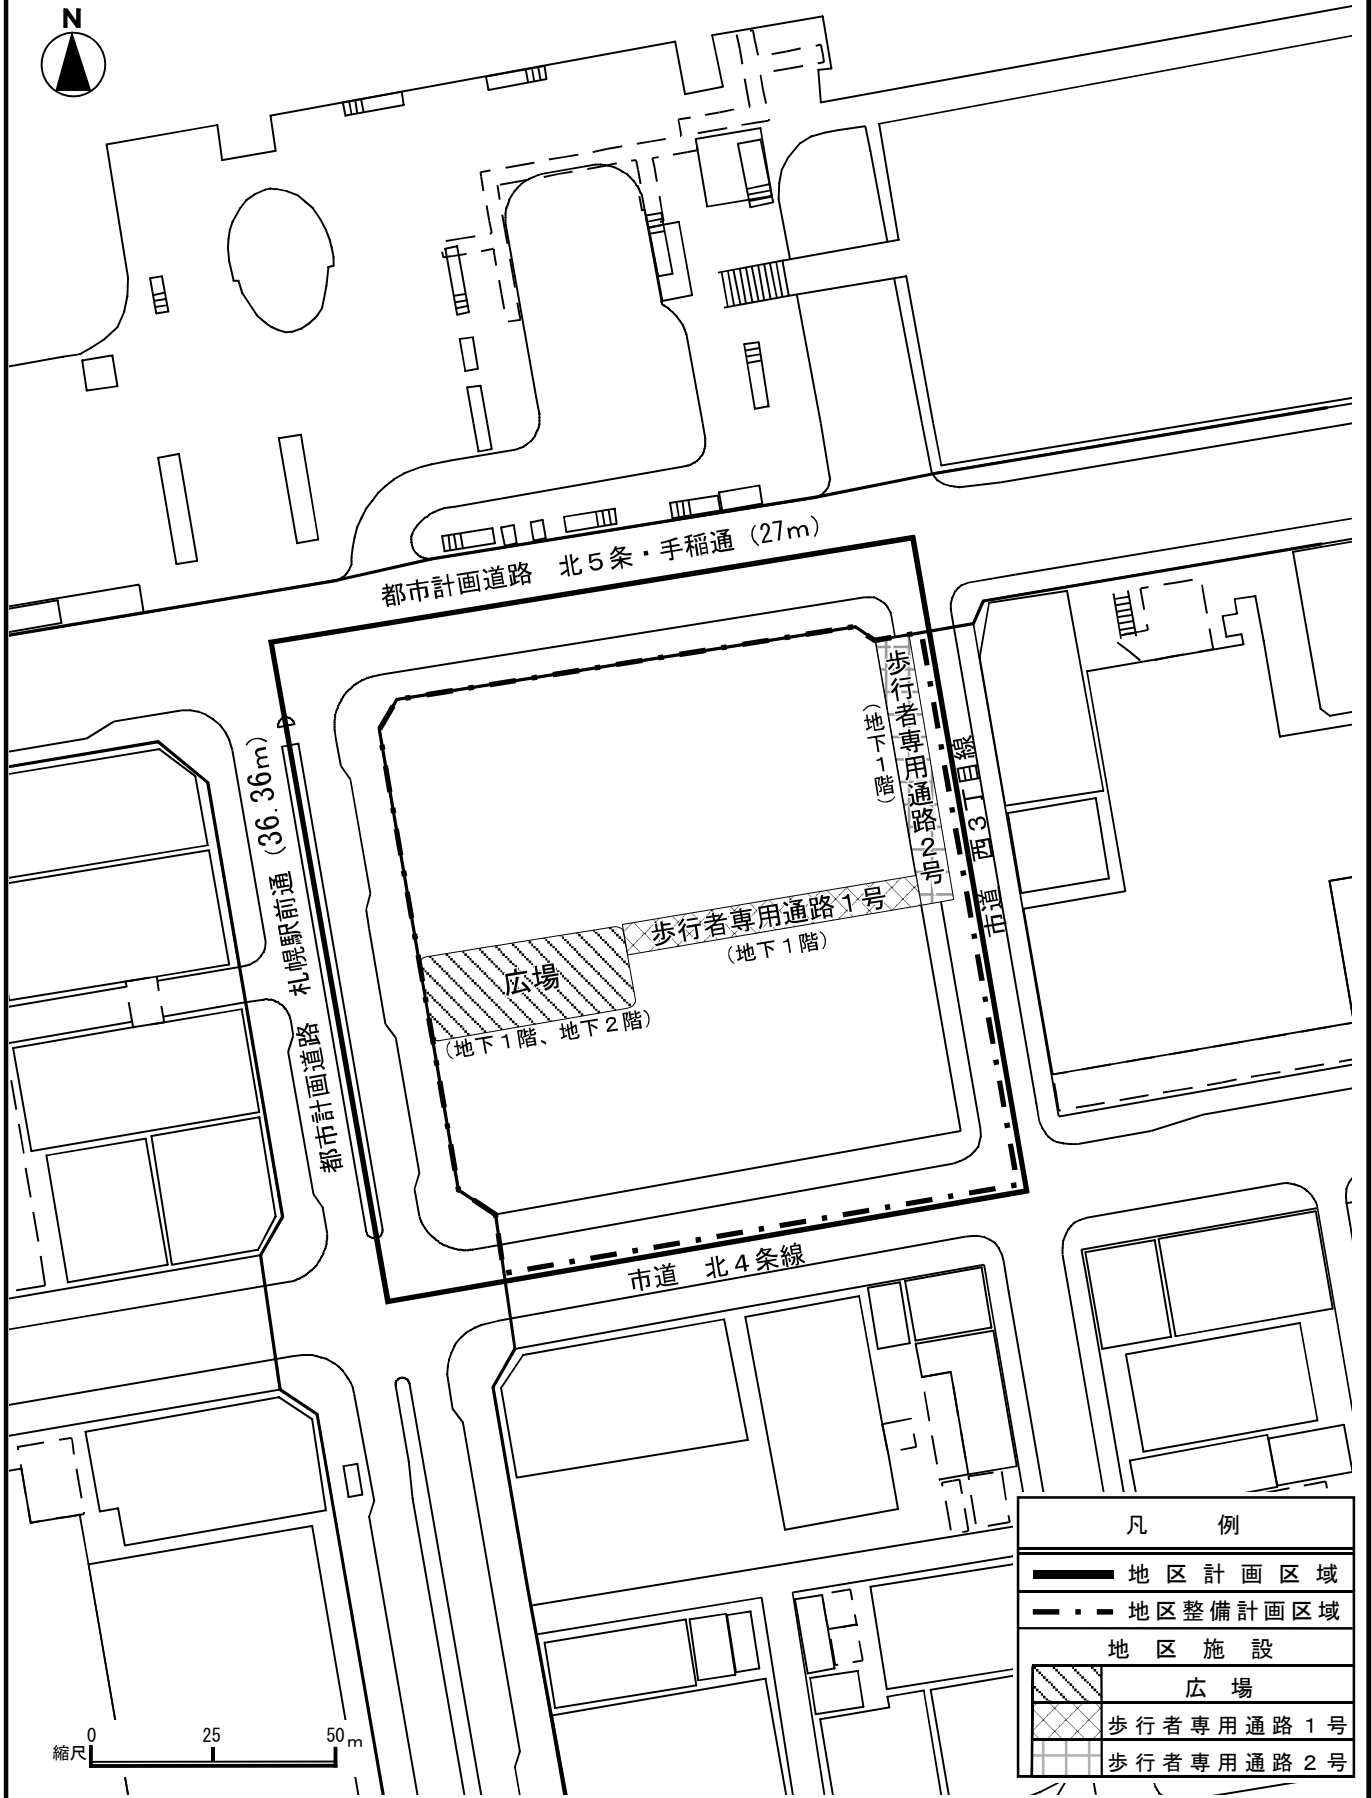 N
都市計画道路　北5条・手稲通（27m）
歩行者専用通路2号
（地下1階）
市道　西3丁目線
都市計画道路　札幌駅前通（36.36m）
歩行者専用通路1号
（地下1階）
広場
（地下1階、地下2階）
市道　北4条線
凡例
地区計画区域
地区整備計画区域
地区施設
広場
歩行者専用通路1号
歩行者専用通路2号
縮尺 0 25 50m